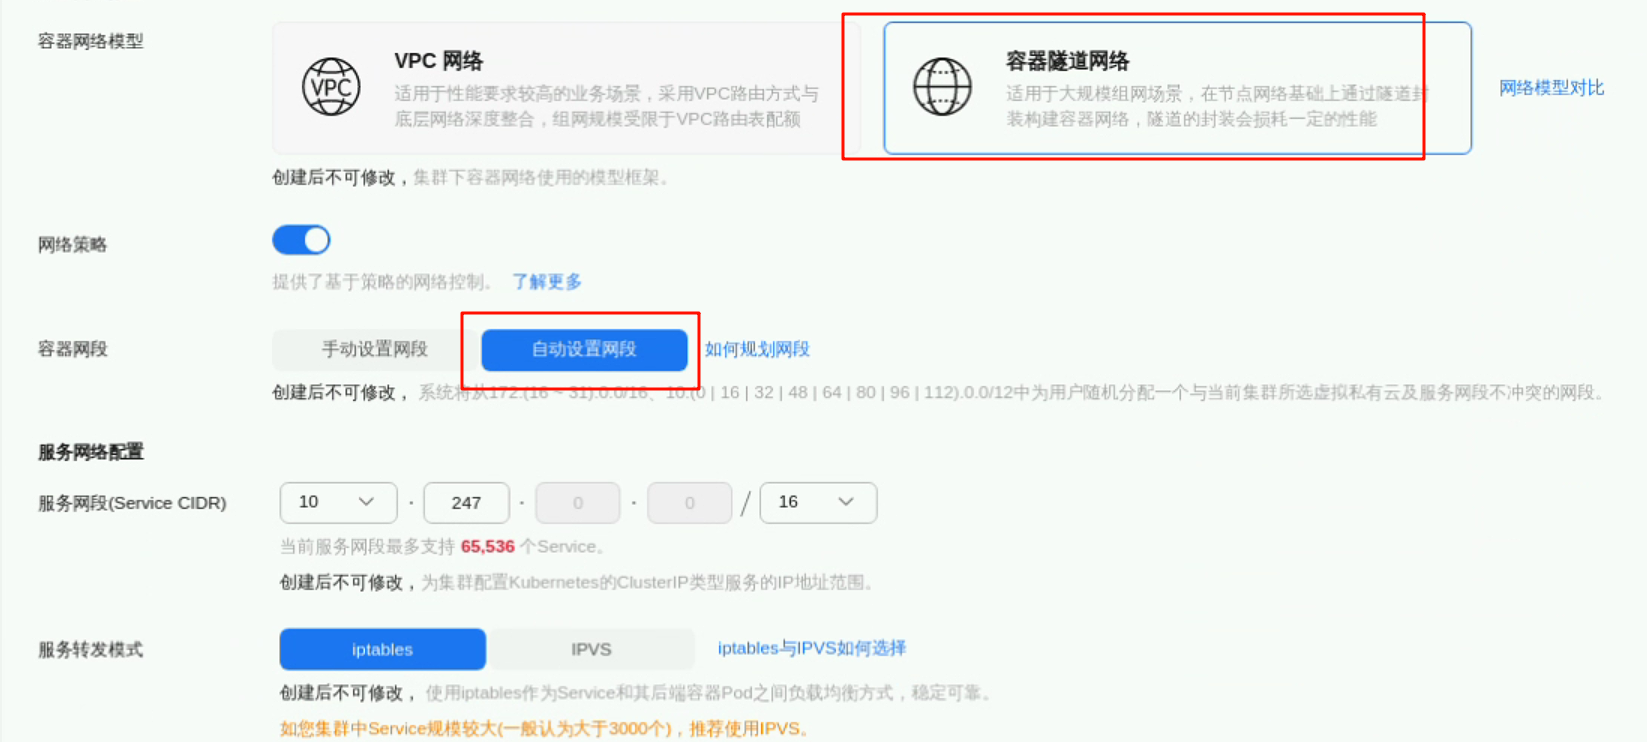 容器网络模型
VPC
VPC 网络
适用于性能要求较高的业务场景，采用VPC路由方式与
底层网络深度整合，组网规模受限于VPC路由表配额
容器隧道网络
适用于大规模组网场景，在节点网络基础上通过隧道封
装构建容器网络，隧道的封装会损耗一定的性能
网络模型对比
创建后不可修改，集群下容器网络使用的模型框架。
网络策略
提供了基于策略的网络控制。 了解更多
容器网段
手动设置网段
自动设置网段
如何规划网段
创建后不可修改，系统将从172.(16 ~ 31).0.0/16、10.(0 | 16 | 32 | 48 | 64 | 80 | 96 | 112).0.0/12中为用户随机分配一个与当前集群所选虚拟私有云及服务网段不冲突的网段。
服务网络配置
服务网段(Service CIDR)
10 · 247 · 0 · 0 / 16
当前服务网段最多支持 65,536 个Service。
创建后不可修改，为集群配置Kubernetes的ClusterIP类型服务的IP地址范围。
服务转发模式
iptables
IPVS
iptables与IPVS如何选择
创建后不可修改，使用iptables作为Service和其后端容器Pod之间负载均衡方式，稳定可靠。
如您集群中Service规模较大(一般认为大于3000个)，推荐使用IPVS。